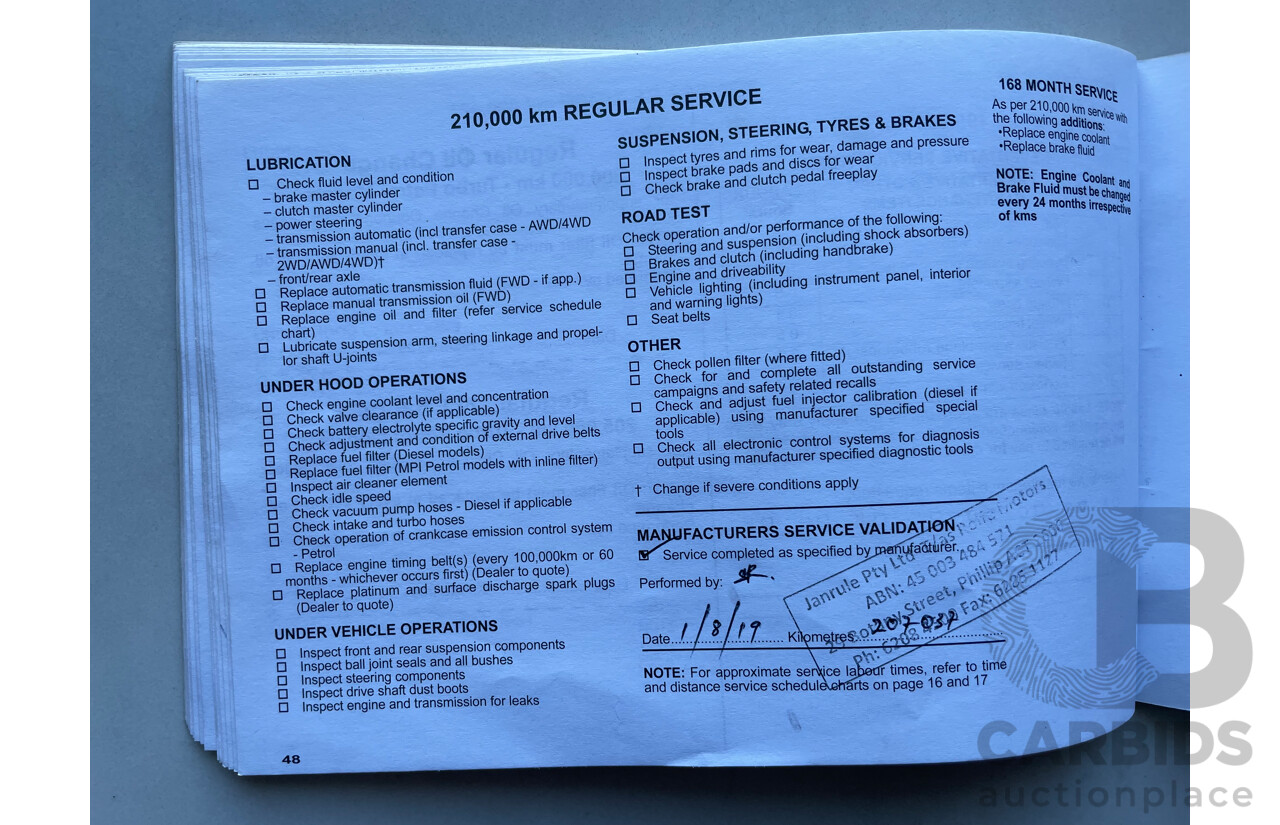 210,000 km REGULAR SERVICE
LUBRICATION
Check fluid level and condition
– brake master cylinder
– clutch master cylinder
– power steering
– transmission automatic (incl transfer case - AWD/4WD
– transmission manual (incl. transfer case -
2WD/AWD/4WD)†
– front/rear axle
Replace automatic transmission fluid (FWD - if app.)
Replace manual transmission oil (FWD)
Replace engine oil and filter (refer service schedule
chart)
Lubricate suspension arm, steering linkage and propel-
lor shaft U-joints
UNDER HOOD OPERATIONS
Check engine coolant level and concentration
Check valve clearance (if applicable)
Check battery electrolyte specific gravity and level
Check adjustment and condition of external drive belts
Replace fuel filter (Diesel models)
Replace fuel filter (MPI Petrol models with inline filter)
Inspect air cleaner element
Check idle speed
Check vacuum pump hoses - Diesel if applicable
Check intake and turbo hoses
Check operation of crankcase emission control system
- Petrol
Replace engine timing belt(s) (every 100,000km or 60
months - whichever occurs first) (Dealer to quote)
Replace platinum and surface discharge spark plugs
(Dealer to quote)
UNDER VEHICLE OPERATIONS
Inspect front and rear suspension components
Inspect ball joint seals and all bushes
Inspect steering components
Inspect drive shaft dust boots
Inspect engine and transmission for leaks
48
SUSPENSION, STEERING, TYRES & BRAKES
Inspect tyres and rims for wear, damage and pressure
Inspect brake pads and discs for wear
Check brake and clutch pedal freeplay
ROAD TEST
Check operation and/or performance of the following:
Steering and suspension (including shock absorbers)
Brakes and clutch (including handbrake)
Engine and driveability
Vehicle lighting (including instrument panel, interior
and warning lights)
Seat belts
OTHER
Check pollen filter (where fitted)
Check for and complete all outstanding service
campaigns and safety related recalls
Check and adjust fuel injector calibration (diesel if
applicable) using manufacturer specified special
tools
Check all electronic control systems for diagnosis
output using manufacturer specified diagnostic tools
† Change if severe conditions apply
MANUFACTURERS SERVICE VALIDATION
Service completed as specified by manufacturer.
Performed by:
Date 1/8/19 Kilometres
NOTE: For approximate service labour times, refer to time
and distance service schedule charts on page 16 and 17
Janrule Pty Ltd T/as Motors
ABN: 45 003 484 571
Street, Phillip ACT
Ph: 6208 Fax: 1127
168 MONTH SERVICE
As per 210,000 km service with
the following additions:
•Replace engine coolant
•Replace brake fluid
NOTE: Engine Coolant and
Brake Fluid must be changed
every 24 months irrespective
of kms
CARBIDS
auctionplace